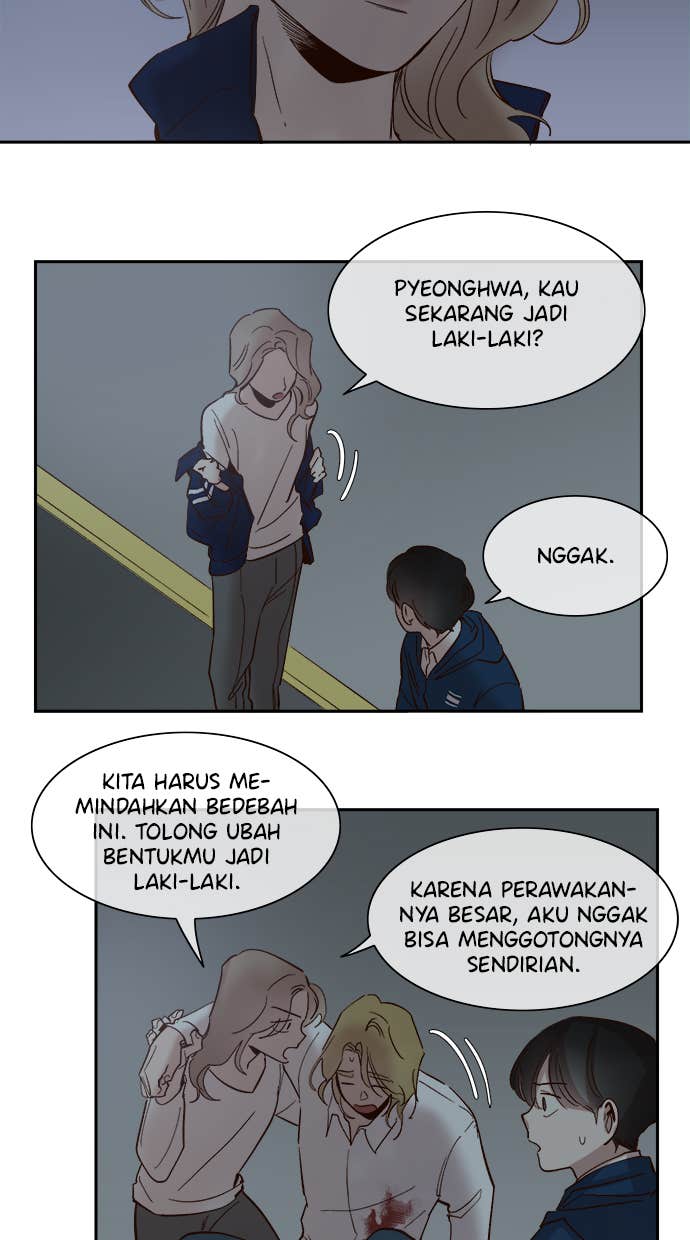 PYEONGHWA, KAU
SEKARANG JADI
LAKI-LAKI?
NGGAK.
KITA HARUS ME-
MINDAHKAN BEDEBAH
INI. TOLONG UBAH
BENTUKMU JADI
LAKI-LAKI.
KARENA PERAWAKAN-
NYA BESAR, AKU NGGAK
BISA MENGGOTONGNYA
SENDIRIAN.